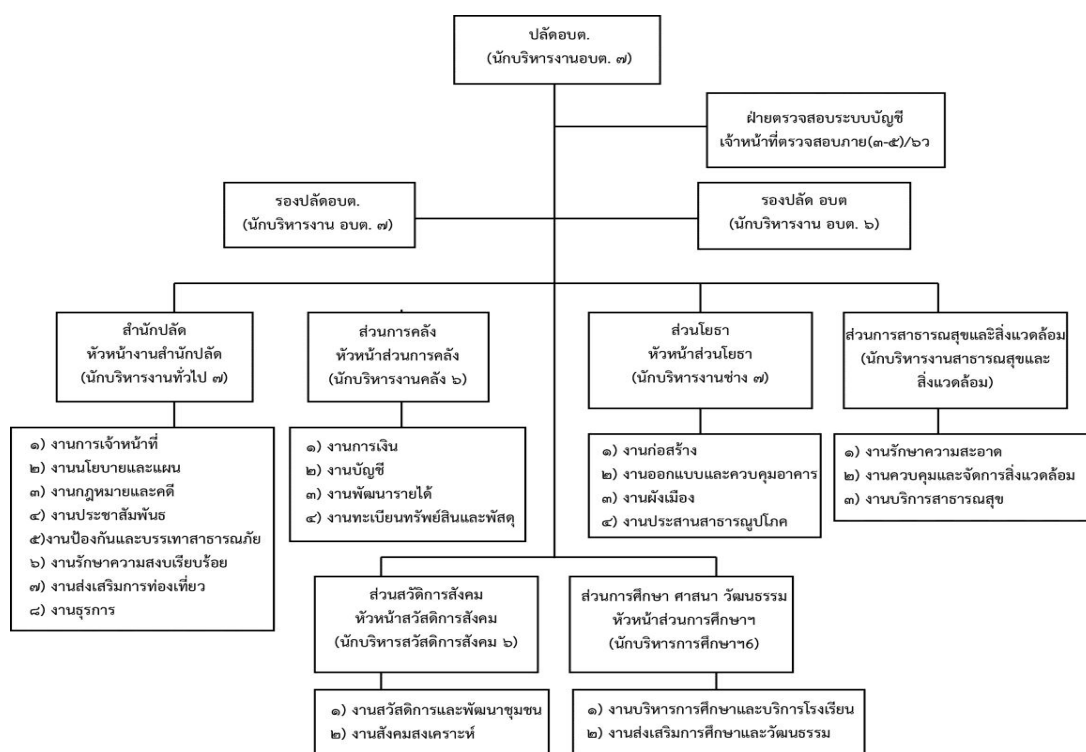 ปลัดอบต.
(นักบริหารงานอบต. ๗)
ฝ่ายตรวจสอบระบบบัญชี
เจ้าหน้าที่ตรวจสอบภาย(๓-๕)/๖ว
รองปลัดอบต.
(นักบริหารงาน อบต. ๗)
รองปลัด อบต
(นักบริหารงาน อบต. ๖)
สำนักปลัด
หัวหน้างานสำนักปลัด
(นักบริหารงานทั่วไป ๗)
ส่วนการคลัง
หัวหน้าส่วนการคลัง
(นักบริหารงานคลัง ๖)
ส่วนโยธา
หัวหน้าส่วนโยธา
(นักบริหารงานช่าง ๗)
ส่วนการสาธารณสุขและิสิ่งแวดล้อม
(นักบริหารงานสาธารณสุขและ
สิ่งแวดล้อม)
๑) งานการเจ้าหน้าที่
๒) งานนโยบายและแผน
๓) งานกฎหมายและคดี
๔) งานประชาสัมพันธ
๕)งานป้องกันและบรรเทาสาธารณภัย
๖) งานรักษาความสงบเรียบร้อย
๗) งานส่งเสริมการท่องเที่ยว
๘) งานธุรการ
๑) งานการเงิน
๒) งานบัญชี
๓) งานพัฒนารายได้
๔) งานทะเบียนทรัพย์สินและพัสดุ
๑) งานก่อสร้าง
๒) งานออกแบบและควบคุมอาคาร
๓) งานผังเมือง
๔) งานประสานสาธารณูปโภค
๑) งานรักษาความสะอาด
๒) งานควบคุมและจัดการสิ่งแวดล้อม
๓) งานบริการสาธารณสุข
ส่วนสวัดิการสังคม
หัวหน้าสวัสดิการสังคม
(นักบริหารสวัสดิการสังคม ๖)
ส่วนการศึกษา ศาสนา วัฒนธรรม
หัวหน้าส่วนการศึกษาฯ
(นักบริหารการศึกษาฯ6)
๑) งานสวัสดิการและพัฒนาชุมชน
๒) งานสังคมสงเคราะห์
๑) งานบริหารการศึกษาและบริการโรงเรียน
๒) งานส่งเสริมการศึกษาและวัฒนธรรม